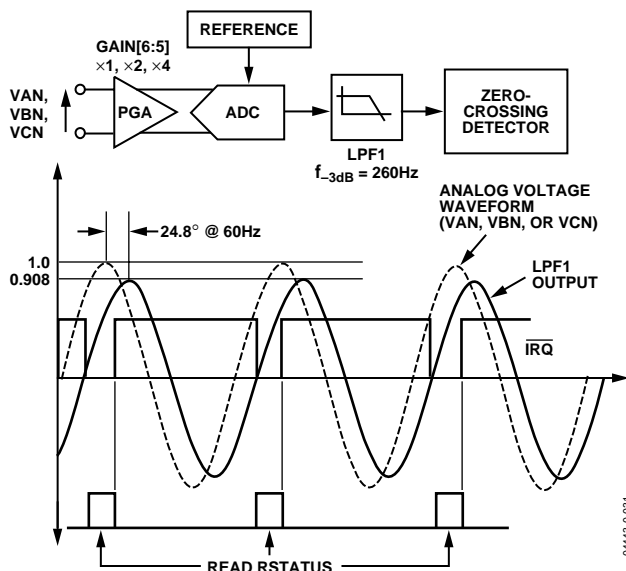 REFERENCE
GAIN[6:5]
×1, ×2, ×4
VAN,
VBN,
VCN
PGA
ADC
LPF1
f–3dB = 260Hz
ZERO-
CROSSING
DETECTOR
ANALOG VOLTAGE
WAVEFORM
(VAN, VBN, OR VCN)
24.8° @ 60Hz
1.0
0.908
LPF1
OUTPUT
IRQ
READ RSTATUS